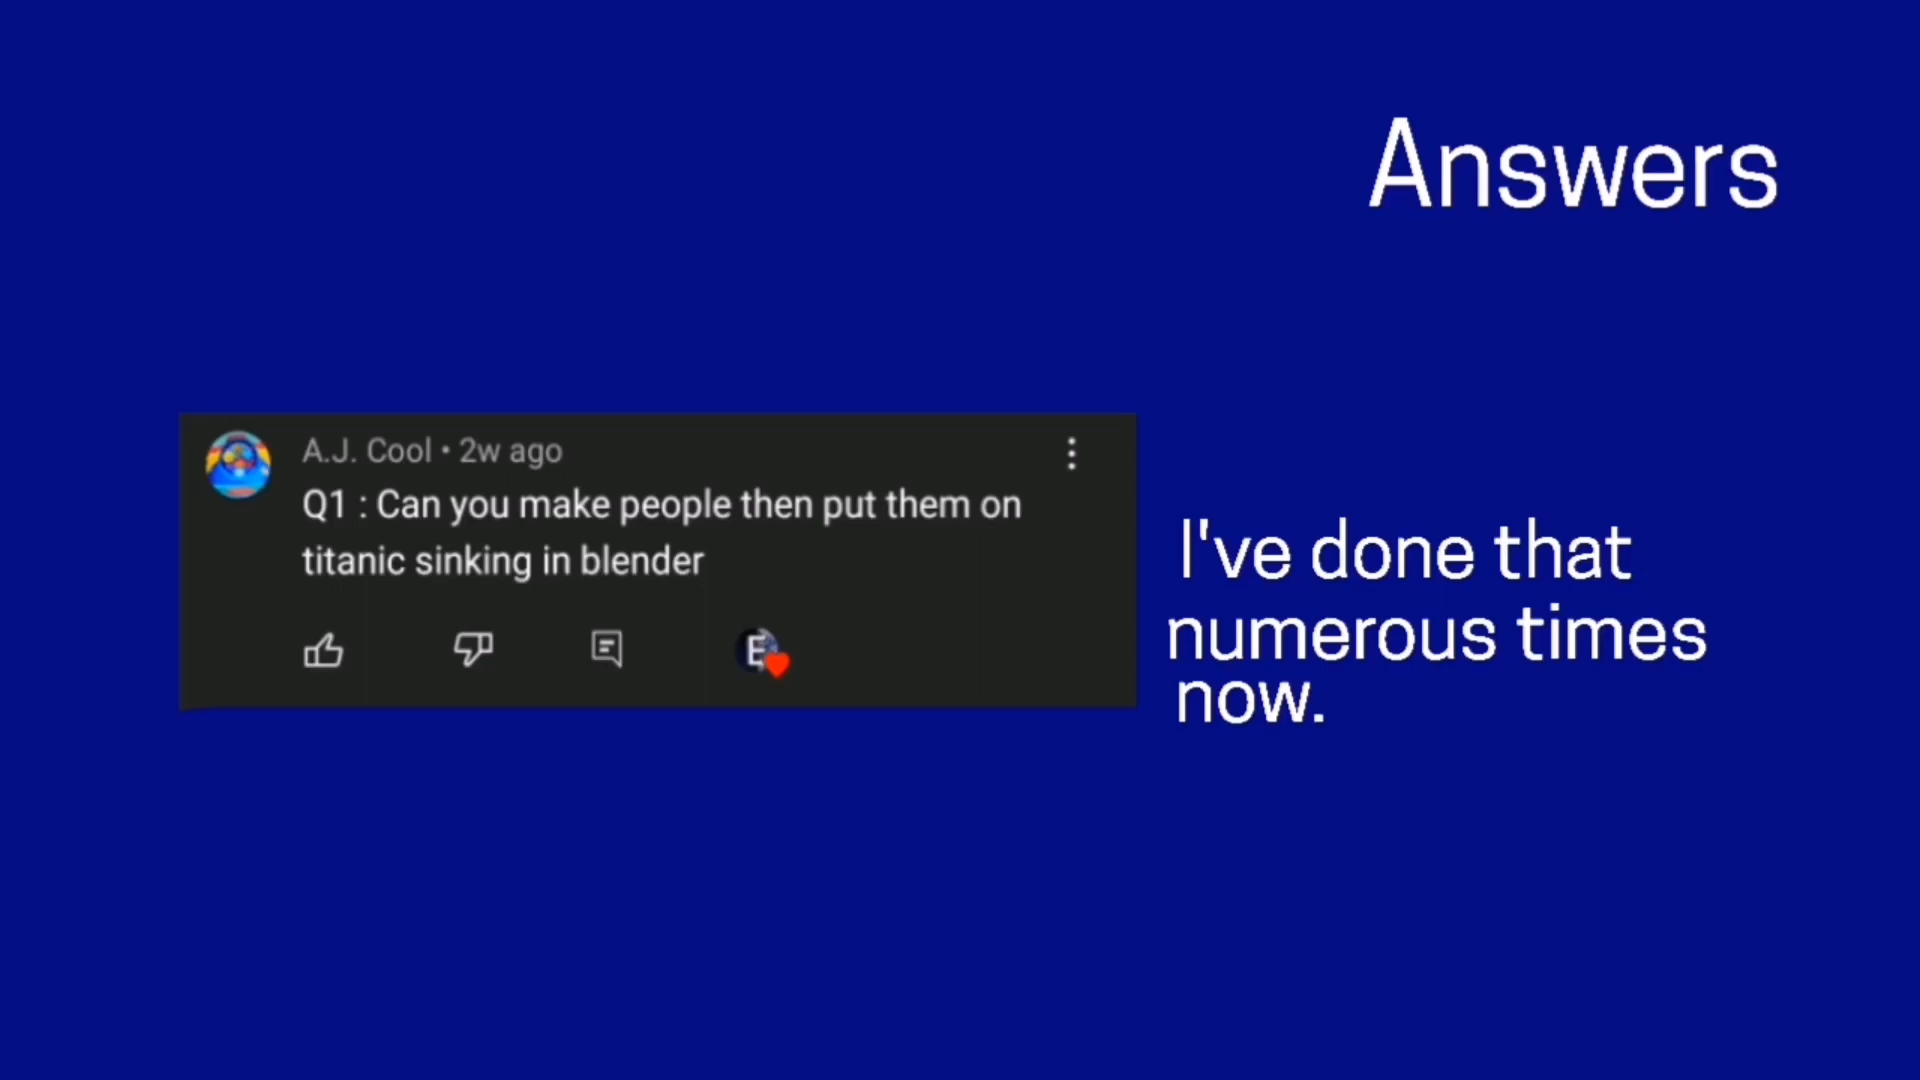 Answers
A.J. Cool • 2w ago
Q1 : Can you make people then put them on
titanic sinking in blender
E
I've done that
numerous times
now.